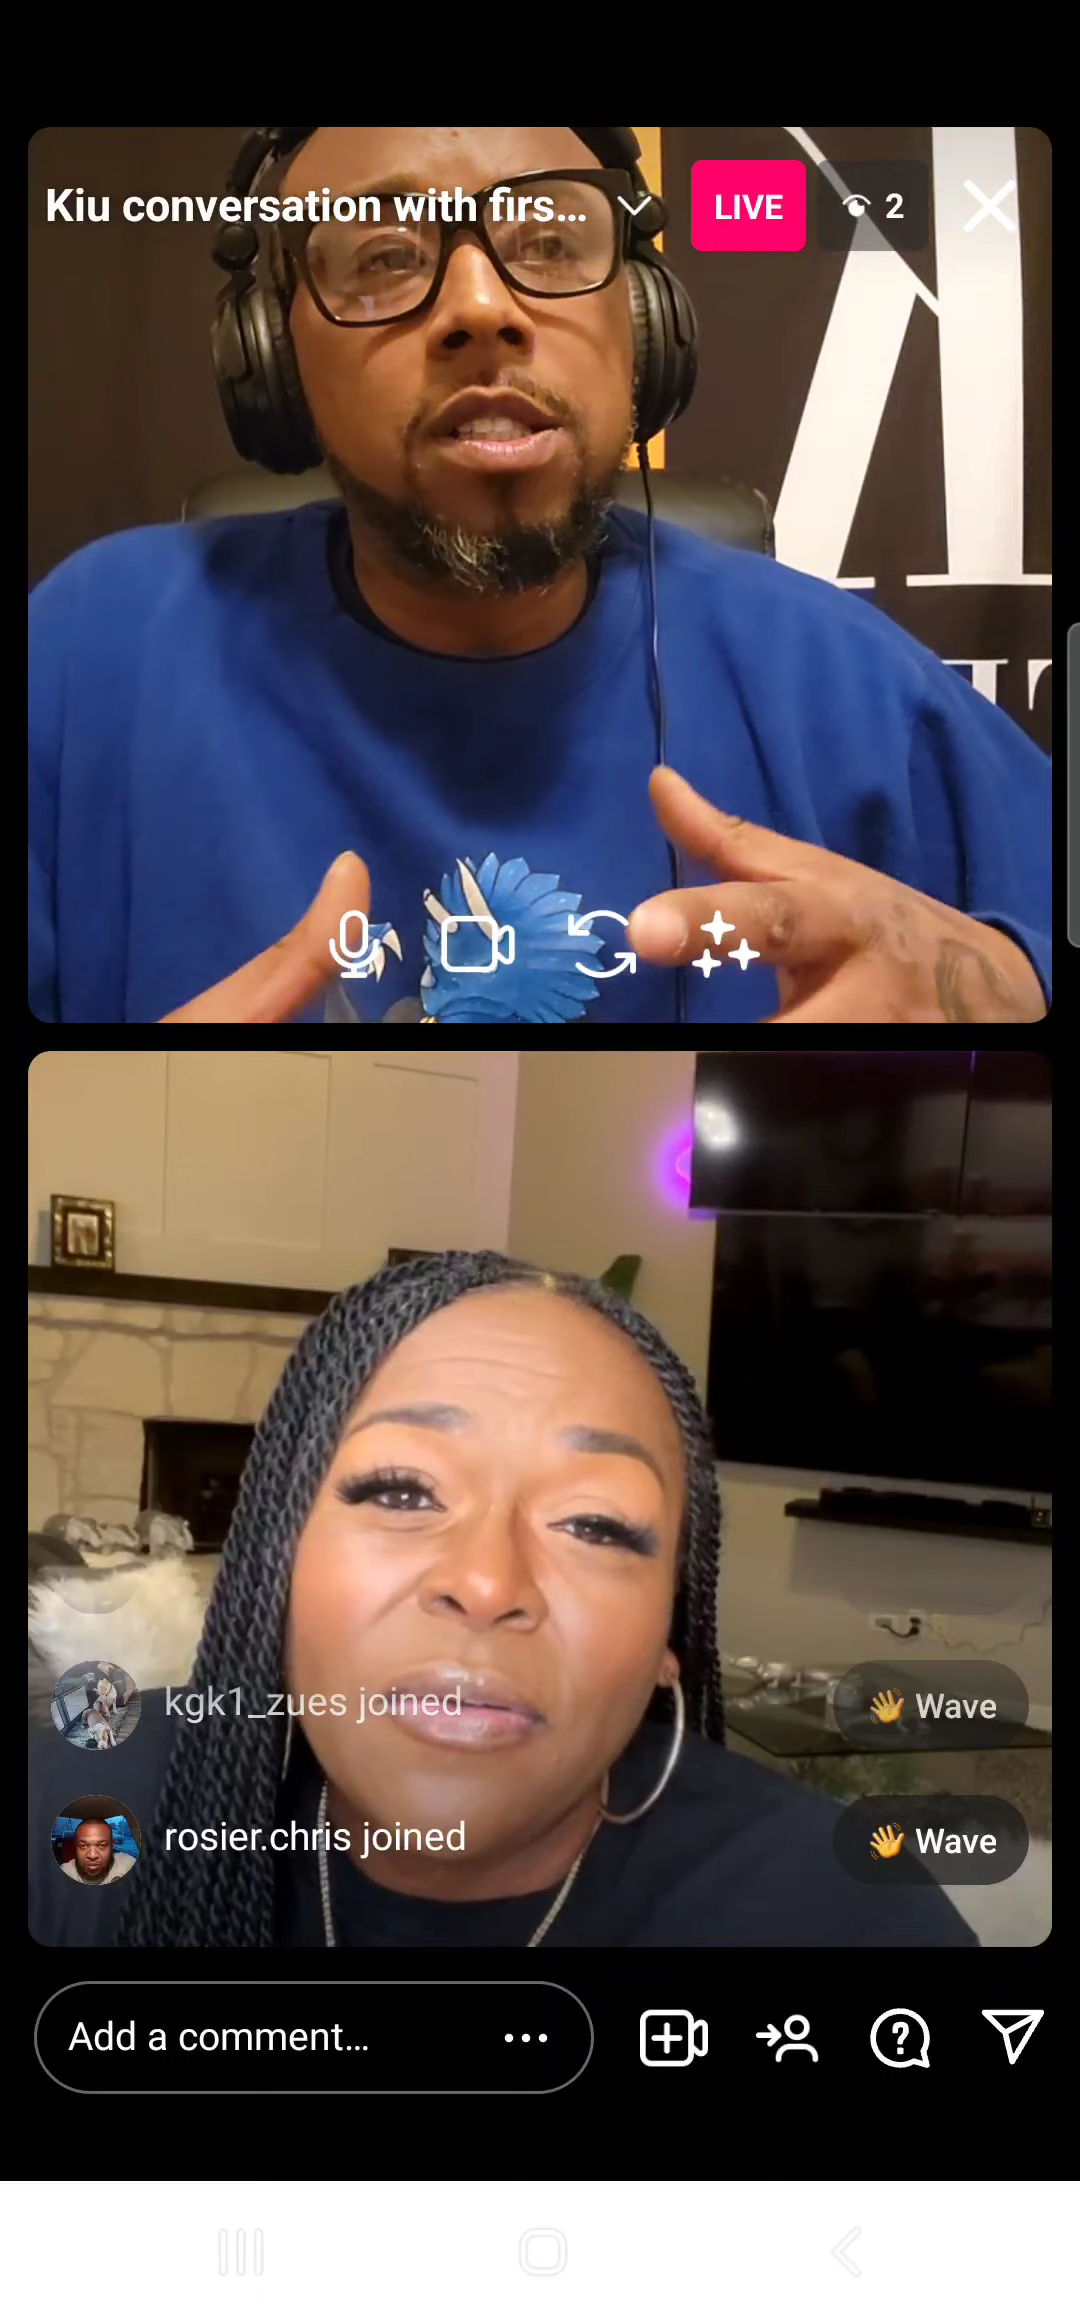 Kiu conversation with firs...
LIVE
2
kgk1_zues joined
Wave
rosier.chris joined
Wave
Add a comment...